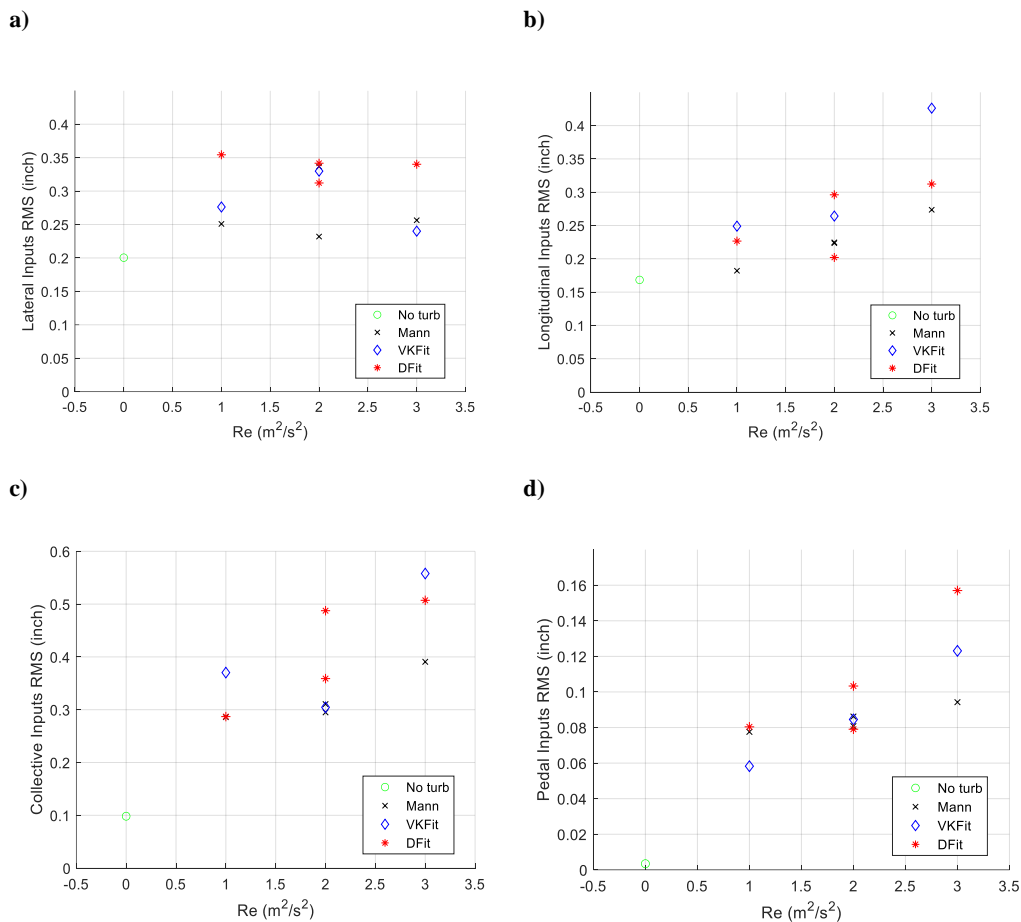 a)
Lateral Inputs RMS (inch)
0.4
0.35
0.3
0.25
0.2
0.15
0.1
0.05
0
-0.5 0 0.5 1 1.5 2 2.5 3 3.5
Re (m²/s²)
No turb
Mann
VKFit
DFit
b)
Longitudinal Inputs RMS (inch)
0.4
0.35
0.3
0.25
0.2
0.15
0.1
0.05
0
-0.5 0 0.5 1 1.5 2 2.5 3 3.5
Re (m²/s²)
No turb
Mann
VKFit
DFit
c)
Collective Inputs RMS (inch)
0.6
0.5
0.4
0.3
0.2
0.1
0
-0.5 0 0.5 1 1.5 2 2.5 3 3.5
Re (m²/s²)
No turb
Mann
VKFit
DFit
d)
Pedal Inputs RMS (inch)
0.16
0.14
0.12
0.1
0.08
0.06
0.04
0.02
0
-0.5 0 0.5 1 1.5 2 2.5 3 3.5
Re (m²/s²)
No turb
Mann
VKFit
DFit